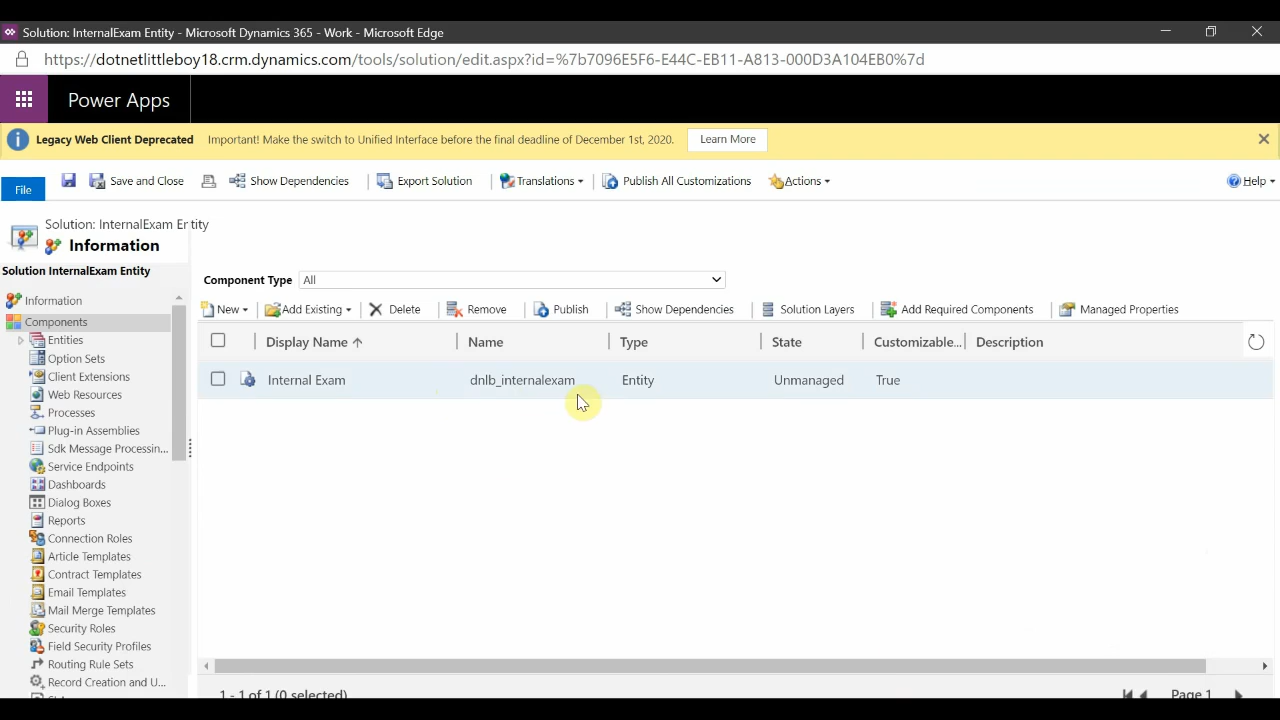 Solution: InternalExam Entity - Microsoft Dynamics 365 - Work - Microsoft Edge
https://dotnetlittleboy18.crm.dynamics.com/tools/solution/edit.aspx?id=%7b7096E5F6-E44C-EB11-A813-000D3A104EB0%7d
Power Apps
Legacy Web Client Deprecated Important! Make the switch to Unified Interface before the final deadline of December 1st, 2020. Learn More
File Save and Close Show Dependencies Export Solution Translations Publish All Customizations Actions Help
Solution: InternalExam Entity
Information
Solution InternalExam Entity
Component Type All
Information
Components
Entities
Option Sets
Client Extensions
Web Resources
Processes
Plug-in Assemblies
Sdk Message Processin...
Service Endpoints
Dashboards
Dialog Boxes
Reports
Connection Roles
Article Templates
Contract Templates
Email Templates
Mail Merge Templates
Security Roles
Field Security Profiles
Routing Rule Sets
Record Creation and U...
New Add Existing Delete Remove Publish Show Dependencies Solution Layers Add Required Components Managed Properties
Display Name Name Type State Customizable... Description
Internal Exam dnlb_internalexam Entity Unmanaged True
1 - 1 of 1 (0 selected) Page 1